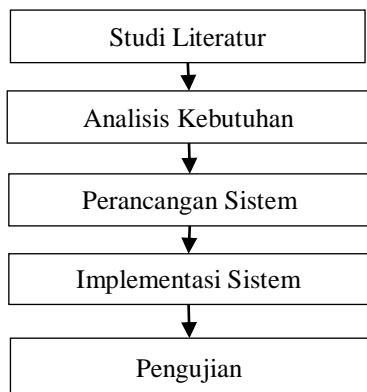 Studi Literatur
Analisis Kebutuhan
Perancangan Sistem
Implementasi Sistem
Pengujian